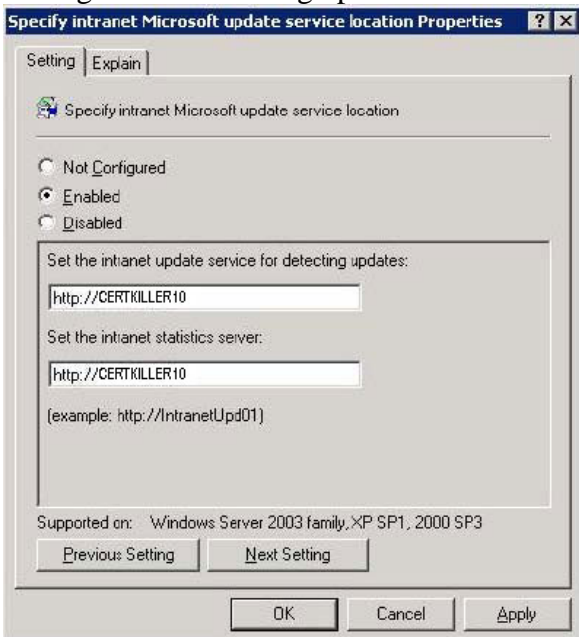 Specify intranet Microsoft update service location Properties ? X
Setting Explain
Specify intranet Microsoft update service location
Not Configured
Enabled
Disabled
Set the intranet update service for detecting updates:
http://CERTKILLER10
Set the intranet statistics server:
http://CERTKILLER10
(example: http://IntranetUpd01)
Supported on: Windows Server 2003 family, XP SP1, 2000 SP3
Previous Setting Next Setting
OK Cancel Apply